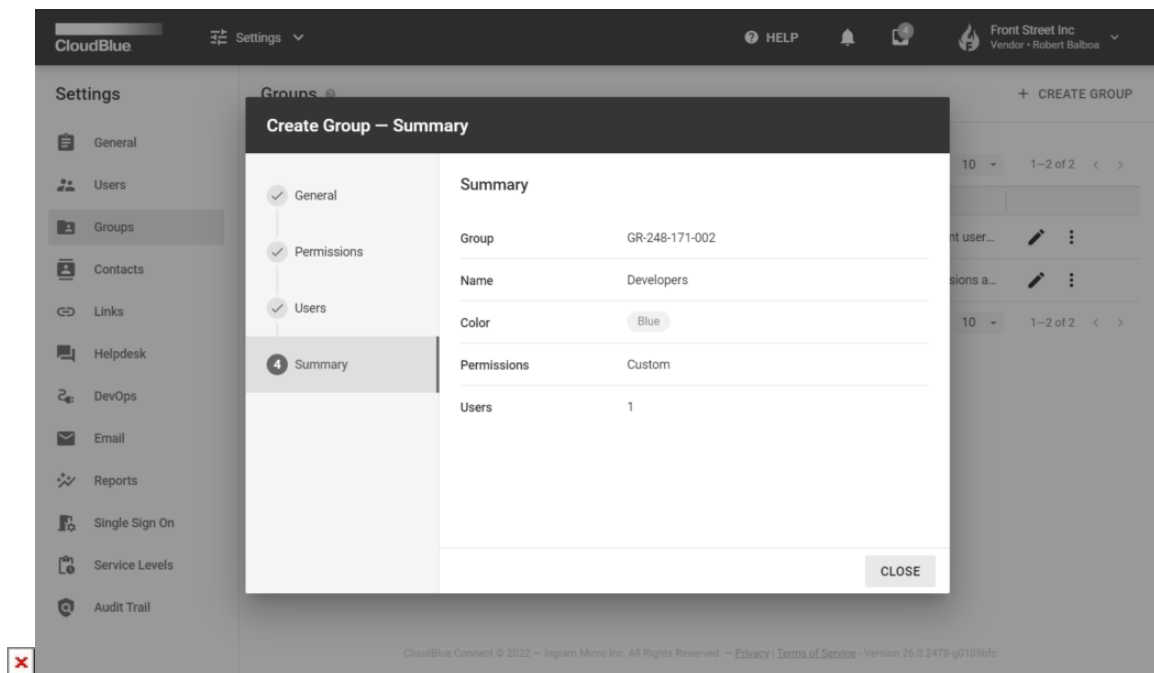 CloudBlue
Settings
HELP
4
Front Street Inc
Vendor • Robert Balboa
Settings
General
Users
Groups
Contacts
Links
Helpdesk
DevOps
Email
Reports
Single Sign On
Service Levels
Audit Trail
Groups
+ CREATE GROUP
10
1–2 of 2
nt user...
sions a...
10
1–2 of 2
Create Group — Summary
General
Permissions
Users
4 Summary
Summary
Group GR-248-171-002
Name Developers
Color Blue
Permissions Custom
Users 1
CLOSE
CloudBlue Connect © 2022 — Ingram Micro Inc. All Rights Reserved. — Privacy | Terms of Service - Version 26.0.2478-g0109bfc